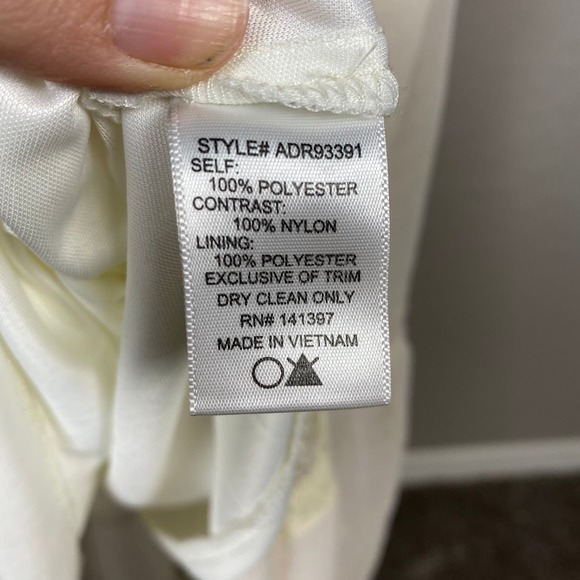 STYLE# ADR93391
SELF:
100% POLYESTER
CONTRAST:
100% NYLON
LINING:
100% POLYESTER
EXCLUSIVE OF TRIM
DRY CLEAN ONLY
RN# 141397
MADE IN VIETNAM